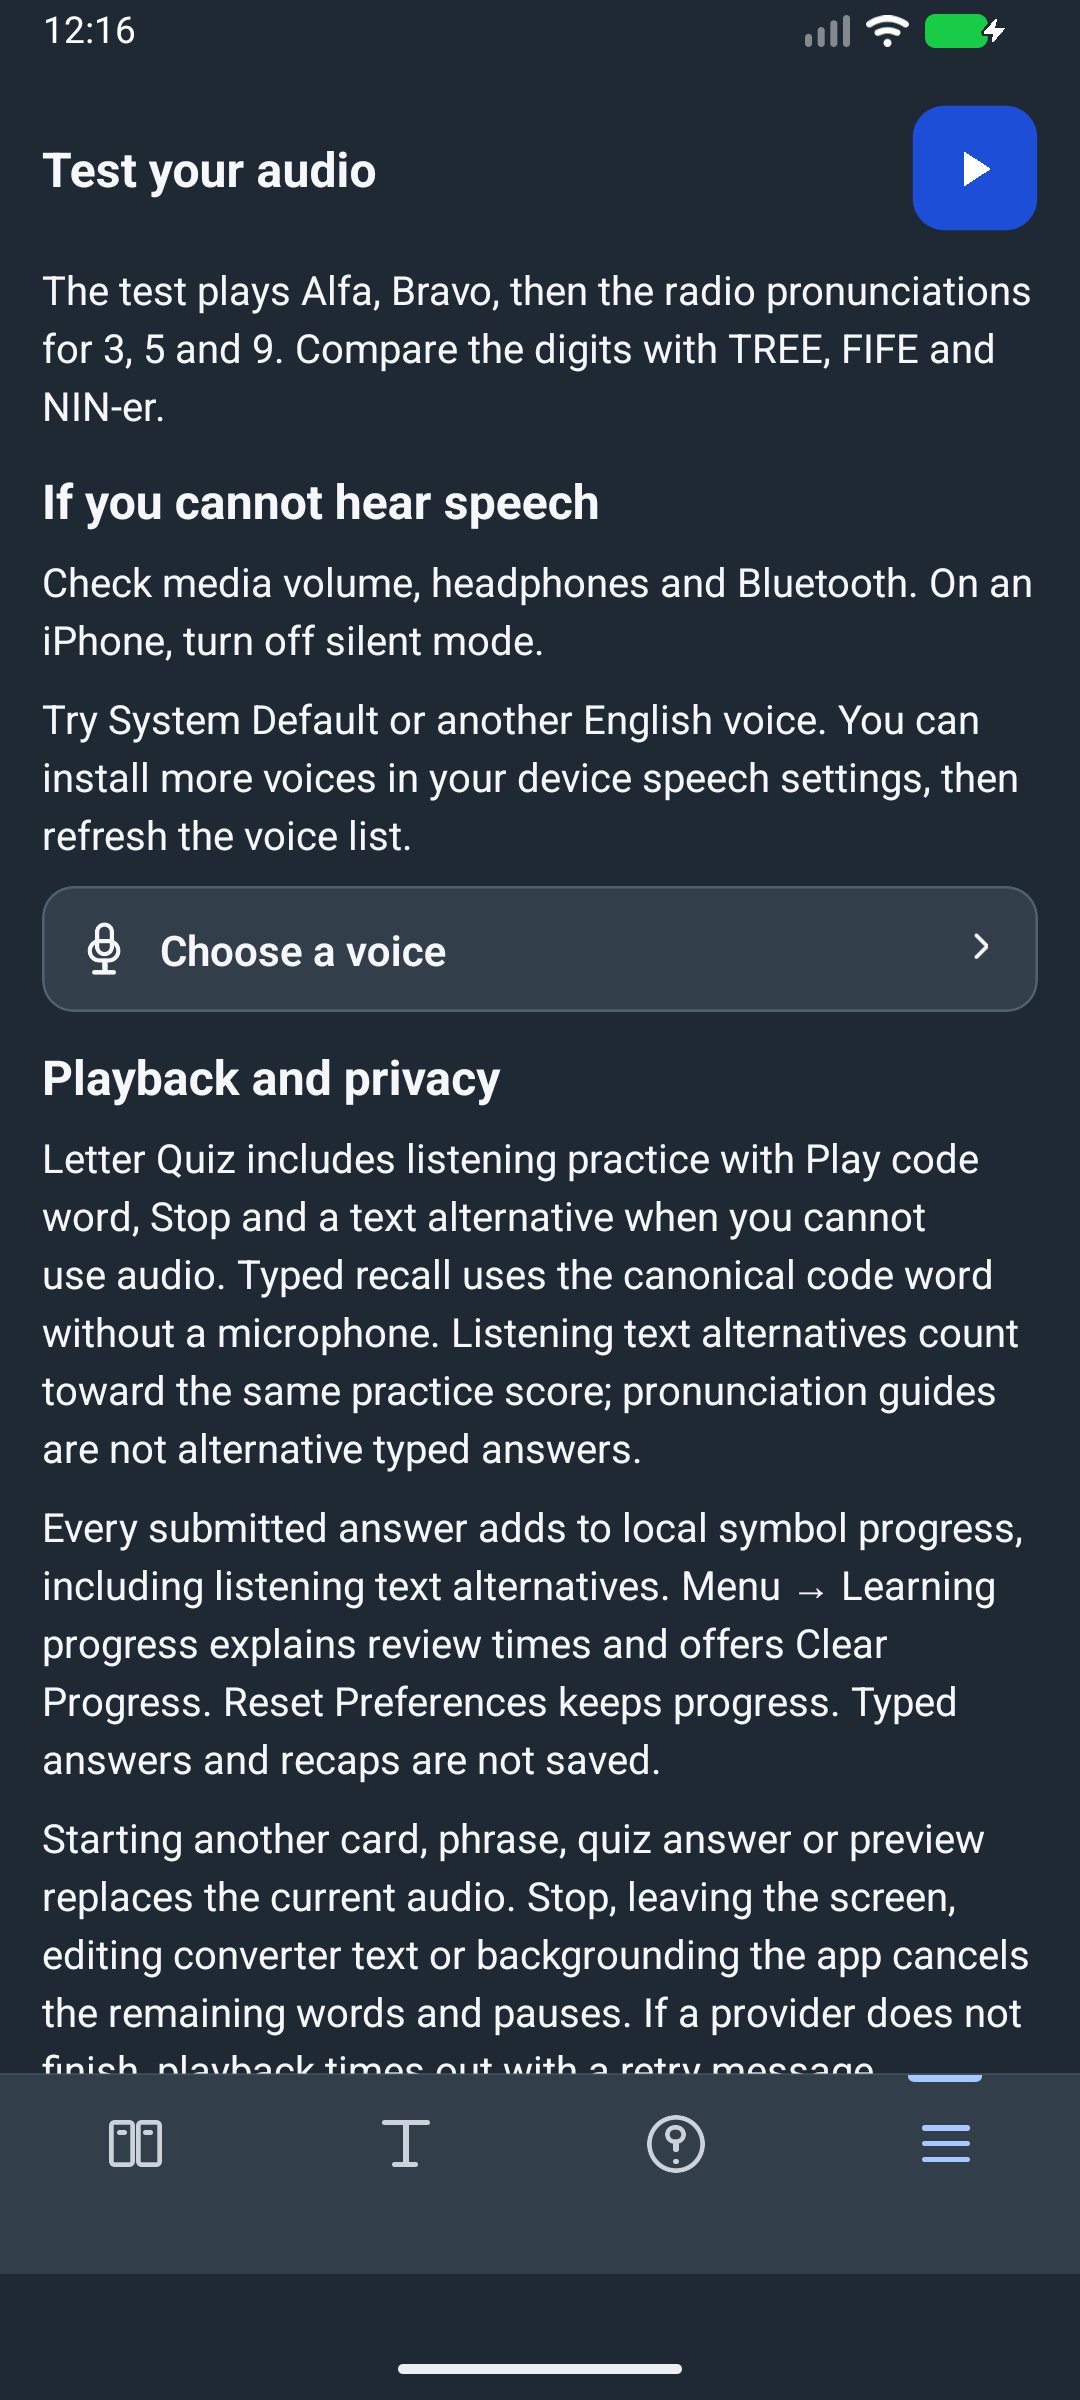 12:16
Test your audio
The test plays Alfa, Bravo, then the radio pronunciations
for 3, 5 and 9. Compare the digits with TREE, FIFE and
NIN-er.
If you cannot hear speech
Check media volume, headphones and Bluetooth. On an
iPhone, turn off silent mode.
Try System Default or another English voice. You can
install more voices in your device speech settings, then
refresh the voice list.
Choose a voice
Playback and privacy
Letter Quiz includes listening practice with Play code
word, Stop and a text alternative when you cannot
use audio. Typed recall uses the canonical code word
without a microphone. Listening text alternatives count
toward the same practice score; pronunciation guides
are not alternative typed answers.
Every submitted answer adds to local symbol progress,
including listening text alternatives. Menu → Learning
progress explains review times and offers Clear
Progress. Reset Preferences keeps progress. Typed
answers and recaps are not saved.
Starting another card, phrase, quiz answer or preview
replaces the current audio. Stop, leaving the screen,
editing converter text or backgrounding the app cancels
the remaining words and pauses. If a provider does not
finish, playback times out with a retry message.